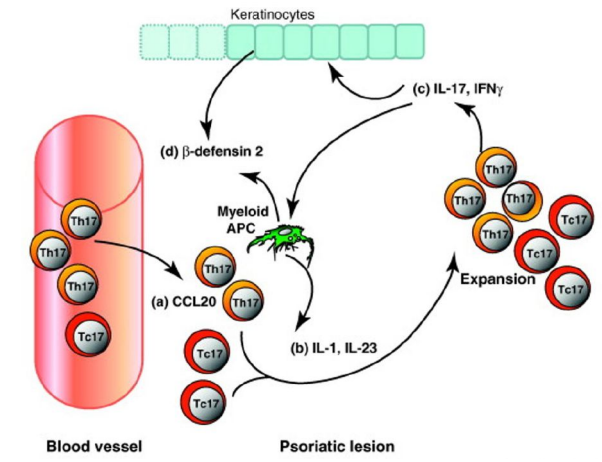 Keratinocytes
(c) IL-17, IFNγ
(d) β-defensin 2
Th17
Th17
Th17
Tc17
Th17
Tc17
Tc17
Expansion
Myeloid
APC
Th17
Th17
Th17
Tc17
Th17
Th17
(a) CCL20
(b) IL-1, IL-23
Tc17
Tc17
Blood vessel
Psoriatic lesion